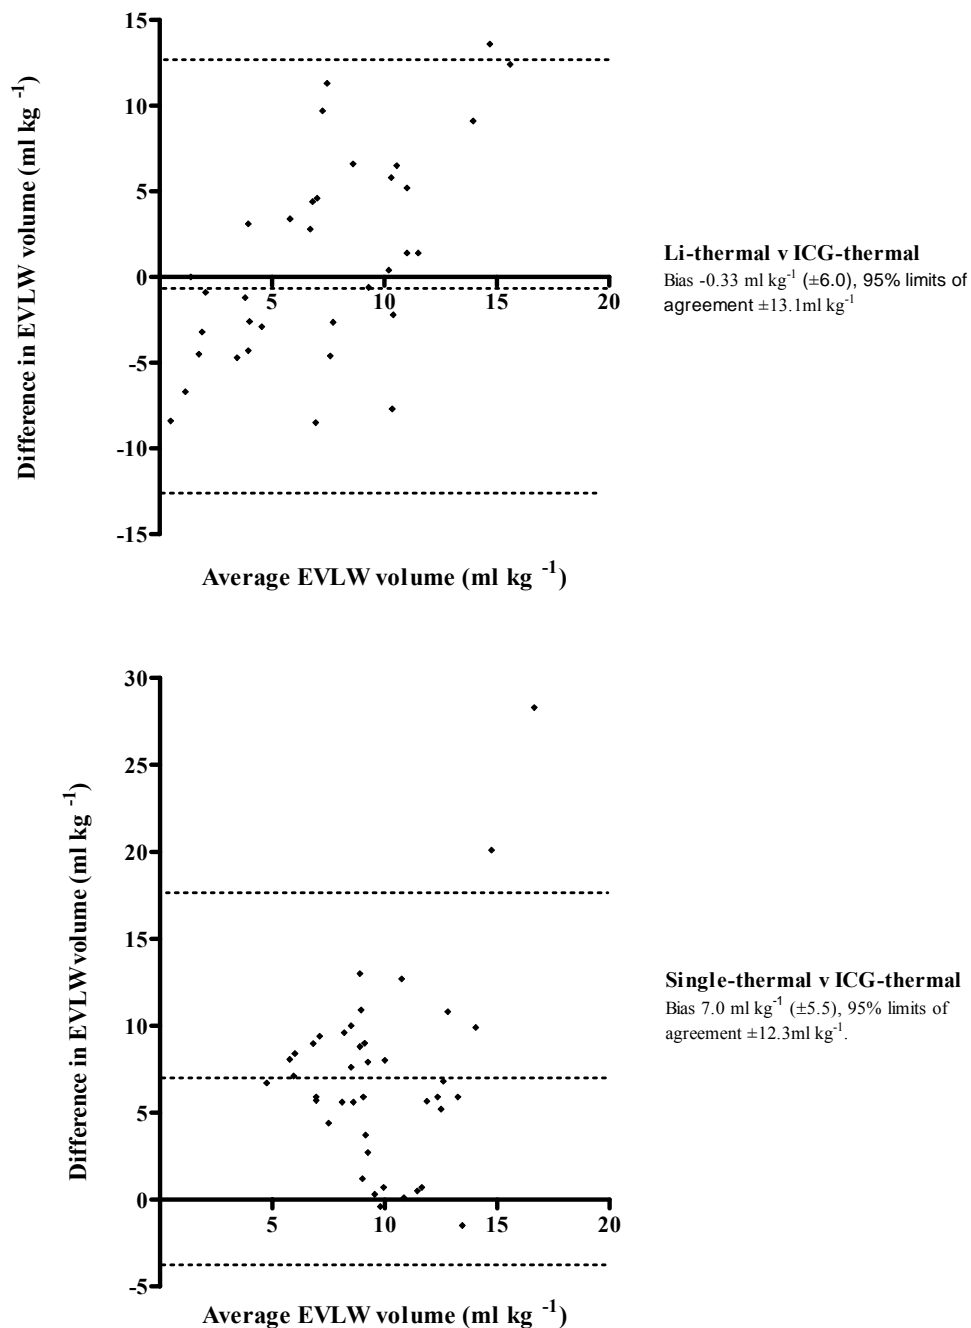 15
10
5
0
-5
-10
-15
5 10 15 20
Difference in EVLW volume (ml kg -1)
Average EVLW volume (ml kg -1)
Li-thermal v ICG-thermal
Bias -0.33 ml kg-1 (±6.0), 95% limits of
agreement ±13.1ml kg-1
30
25
20
15
10
5
0
-5
5 10 15 20
Difference in EVLW volume (ml kg -1)
Average EVLW volume (ml kg -1)
Single-thermal v ICG-thermal
Bias 7.0 ml kg-1 (±5.5), 95% limits of
agreement ±12.3ml kg-1.